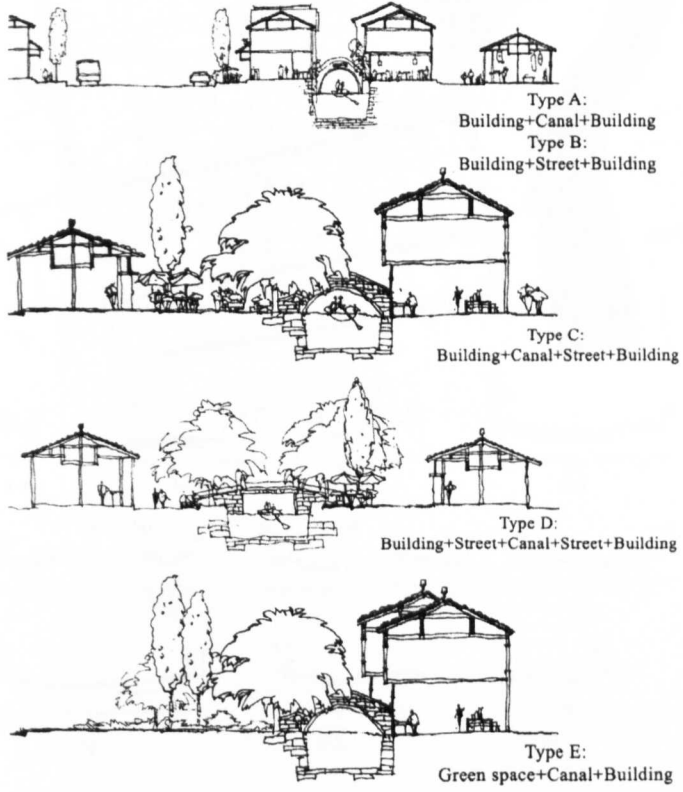 Type A:
Building+Canal+Building
Type B:
Building+Street+Building
Type C:
Building+Canal+Street+Building
Type D:
Building+Street+Canal+Street+Building
Type E:
Green space+Canal+Building